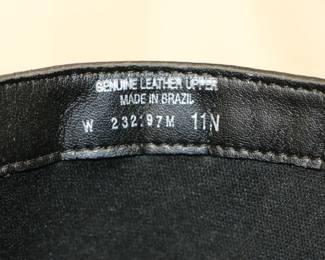 GENUINE LEATHER UPPER
MADE IN BRAZIL
W 232197M 11N